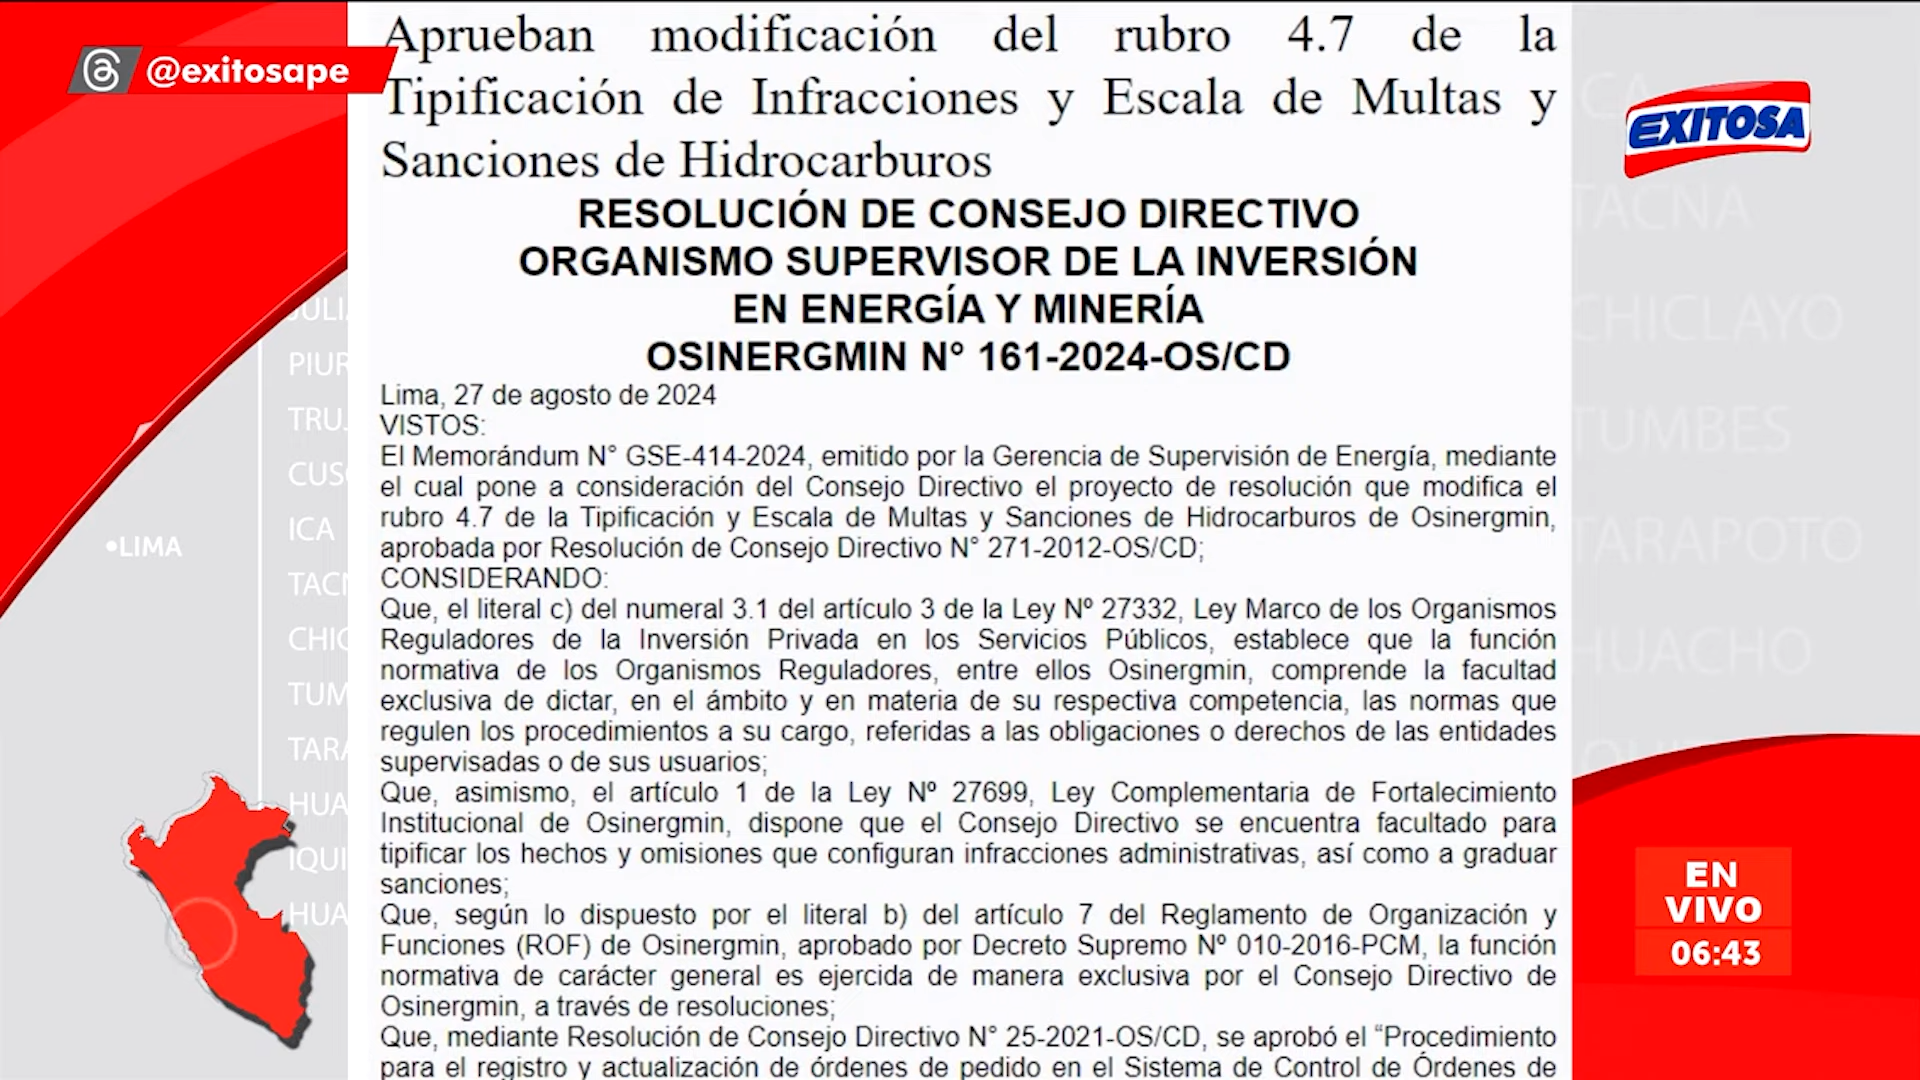 @exitosape
EXITOSA
Aprueban modificación del rubro 4.7 de la
Tipificación de Infracciones y Escala de Multas y
Sanciones de Hidrocarburos
RESOLUCIÓN DE CONSEJO DIRECTIVO
ORGANISMO SUPERVISOR DE LA INVERSIÓN
EN ENERGÍA Y MINERÍA
OSINERGMIN N° 161-2024-OS/CD
Lima, 27 de agosto de 2024
VISTOS:
El Memorándum N° GSE-414-2024, emitido por la Gerencia de Supervisión de Energía, mediante
el cual pone a consideración del Consejo Directivo el proyecto de resolución que modifica el
rubro 4.7 de la Tipificación y Escala de Multas y Sanciones de Hidrocarburos de Osinergmin,
aprobada por Resolución de Consejo Directivo N° 271-2012-OS/CD;
CONSIDERANDO:
Que, el literal c) del numeral 3.1 del artículo 3 de la Ley Nº 27332, Ley Marco de los Organismos
Reguladores de la Inversión Privada en los Servicios Públicos, establece que la función
normativa de los Organismos Reguladores, entre ellos Osinergmin, comprende la facultad
exclusiva de dictar, en el ámbito y en materia de su respectiva competencia, las normas que
regulen los procedimientos a su cargo, referidas a las obligaciones o derechos de las entidades
supervisadas o de sus usuarios;
Que, asimismo, el artículo 1 de la Ley Nº 27699, Ley Complementaria de Fortalecimiento
Institucional de Osinergmin, dispone que el Consejo Directivo se encuentra facultado para
tipificar los hechos y omisiones que configuran infracciones administrativas, así como a graduar
sanciones;
Que, según lo dispuesto por el literal b) del artículo 7 del Reglamento de Organización y
Funciones (ROF) de Osinergmin, aprobado por Decreto Supremo Nº 010-2016-PCM, la función
normativa de carácter general es ejercida de manera exclusiva por el Consejo Directivo de
Osinergmin, a través de resoluciones;
Que, mediante Resolución de Consejo Directivo N° 25-2021-OS/CD, se aprobó el “Procedimiento
para el registro y actualización de órdenes de pedido en el Sistema de Control de Órdenes de
JULI
PIUR
TRUJ
CUSC
ICA
TACN
CHIC
TUM
TARA
HUA
IQUI
HUA
•LIMA
ICA
TACNA
CHICLAYO
TUMBES
TARAPOTO
HUACHO
EN
VIVO
06:43